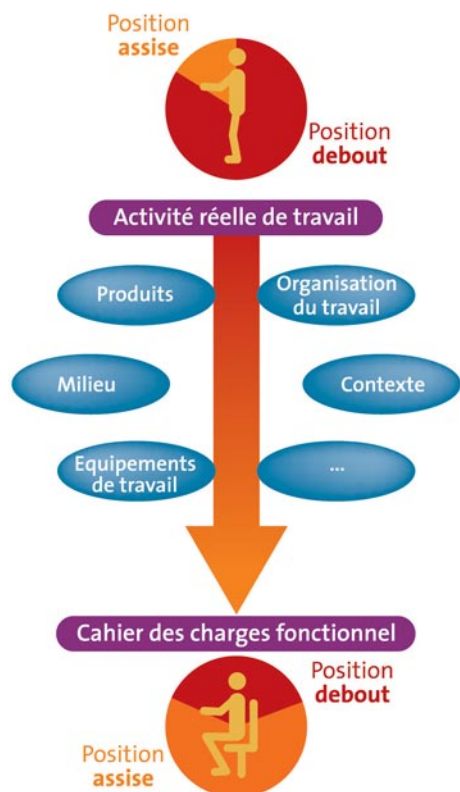 Position
assise
Position
debout
Activité réelle de travail
Produits
Organisation
du travail
Milieu
Contexte
Equipements
de travail
...
Cahier des charges fonctionnel
Position
debout
Position
assise